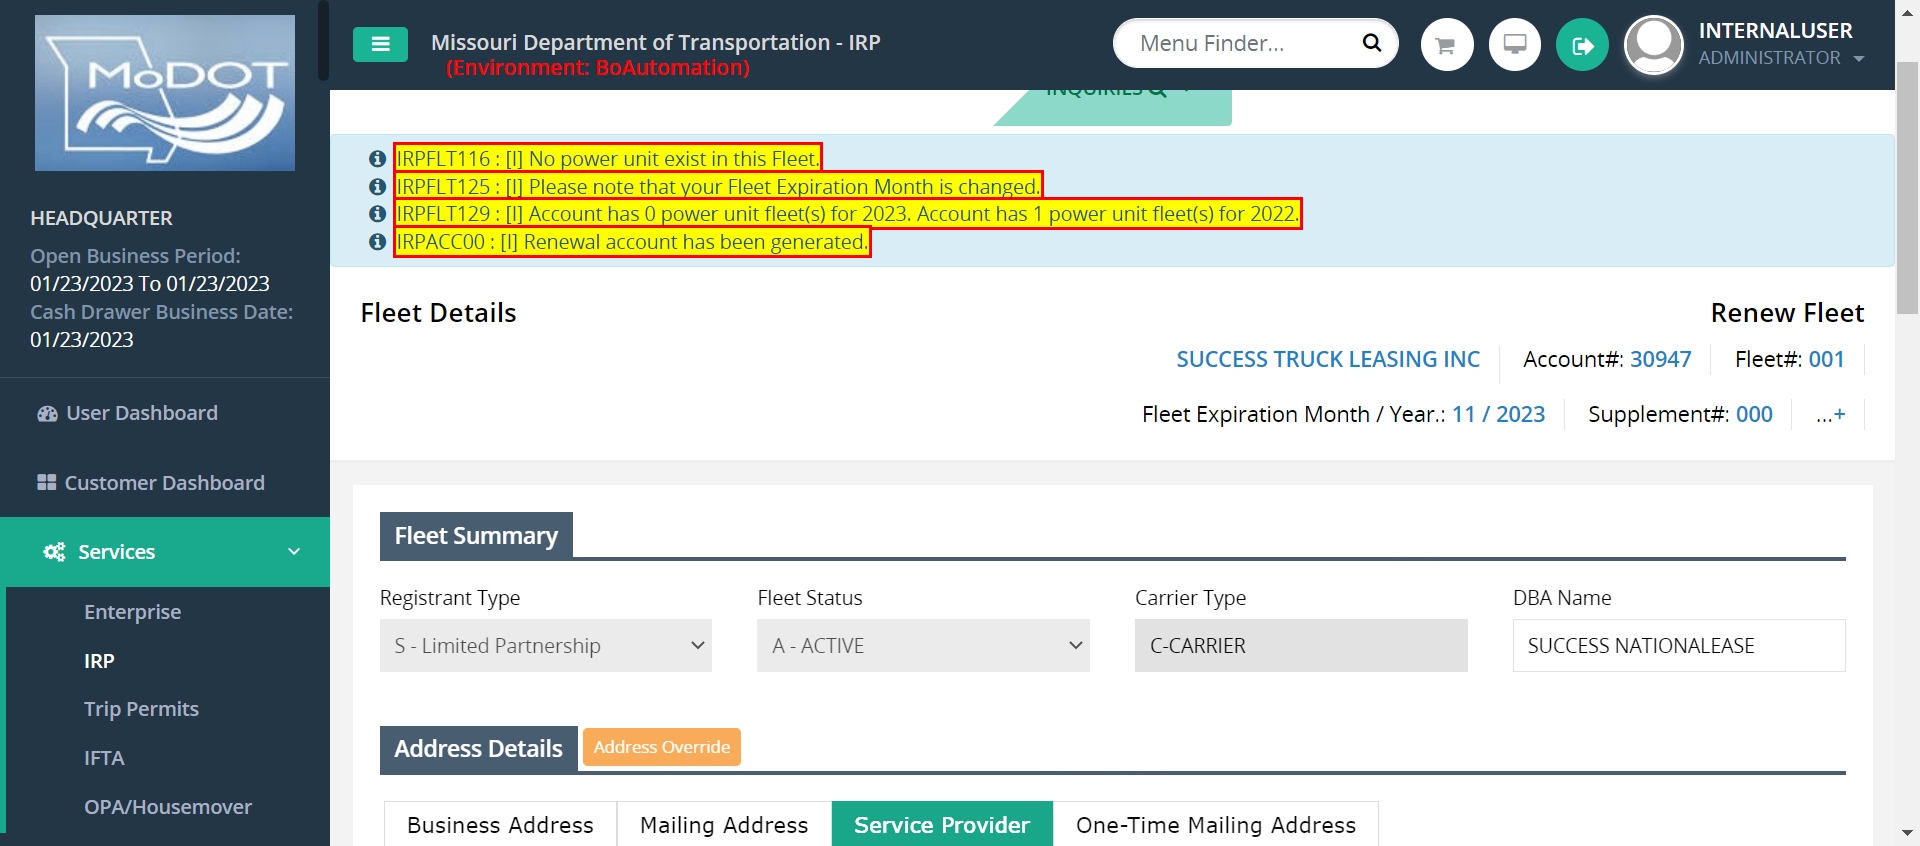 MoDOT
HEADQUARTER
Open Business Period:
01/23/2023 To 01/23/2023
Cash Drawer Business Date:
01/23/2023
User Dashboard
Customer Dashboard
Services
Enterprise
IRP
Trip Permits
IFTA
OPA/Housemover
Missouri Department of Transportation - IRP
(Environment: BoAutomation)
Menu Finder...
INTERNALUSER
ADMINISTRATOR
INQUIRIES
IRPFLT116 : [I] No power unit exist in this Fleet.
IRPFLT125 : [I] Please note that your Fleet Expiration Month is changed.
IRPFLT129 : [I] Account has 0 power unit fleet(s) for 2023. Account has 1 power unit fleet(s) for 2022.
IRPACC00 : [I] Renewal account has been generated.
Fleet Details
Renew Fleet
SUCCESS TRUCK LEASING INC
Account#: 30947
Fleet#: 001
Fleet Expiration Month / Year.: 11 / 2023
Supplement#: 000
...+
Fleet Summary
Registrant Type
Fleet Status
Carrier Type
DBA Name
S - Limited Partnership
A - ACTIVE
C-CARRIER
SUCCESS NATIONALEASE
Address Details
Address Override
Business Address
Mailing Address
Service Provider
One-Time Mailing Address